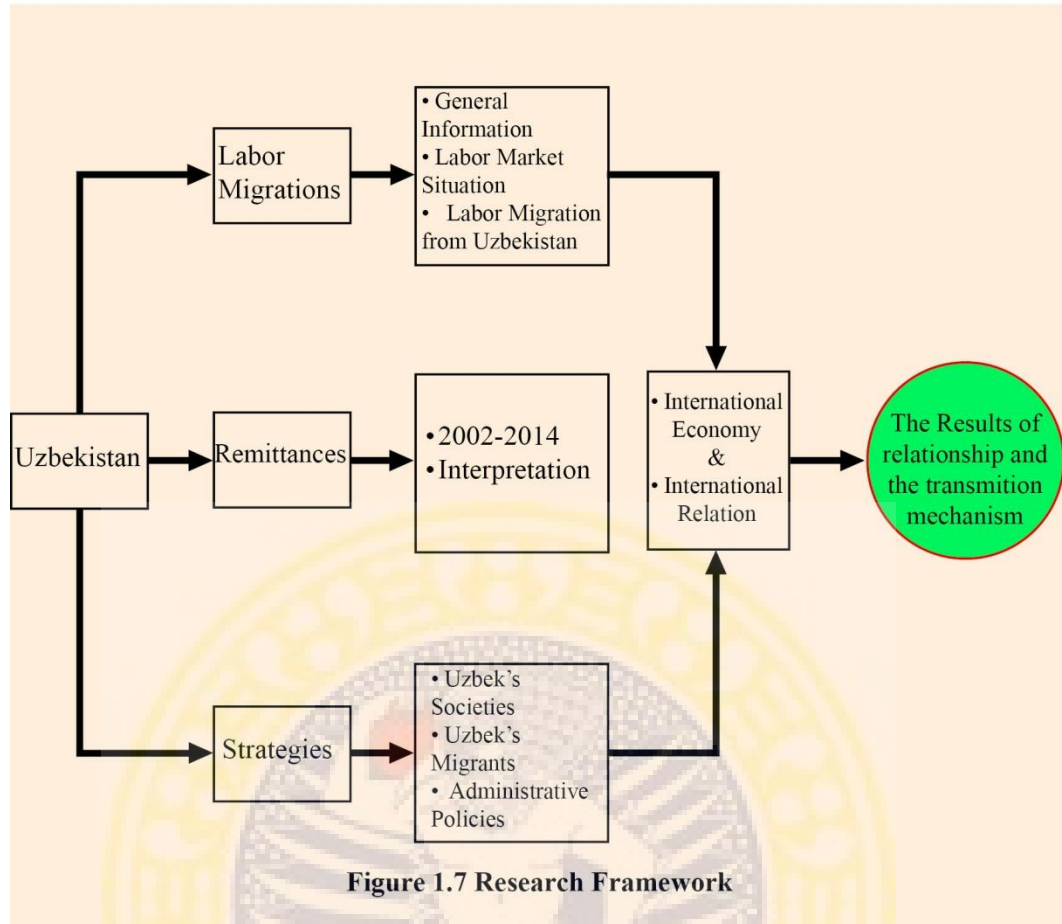 Labor
Migrations
• General
Information
• Labor Market
Situation
• Labor Migration
from Uzbekistan
Uzbekistan
Remittances
• 2002-2014
• Interpretation
• International
Economy
&
• International
Relation
The Results of
relationship and
the transmition
mechanism
Strategies
• Uzbek’s
Societies
• Uzbek’s
Migrants
• Administrative
Policies
Figure 1.7 Research Framework